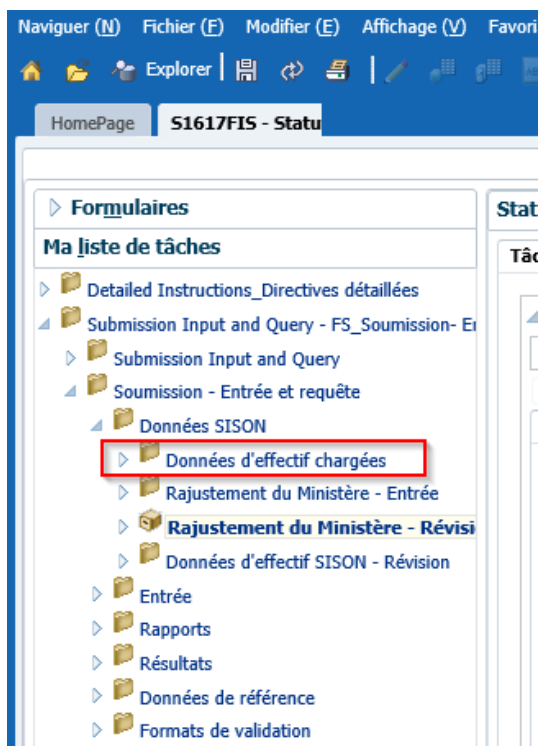 Naviguer (N) Fichier (F) Modifier (E) Affichage (V) Favori
Explorer
HomePage S1617FIS - Statu
Formulaires Stat
Ma liste de tâches Tâc
Detailed Instructions_Directives détaillées
Submission Input and Query - FS_Soumission- E
Submission Input and Query
Soumission - Entrée et requête
Données SISON
Données d'effectif chargées
Rajustement du Ministère - Entrée
Rajustement du Ministère - Révisi
Données d'effectif SISON - Révision
Entrée
Rapports
Résultats
Données de référence
Formats de validation